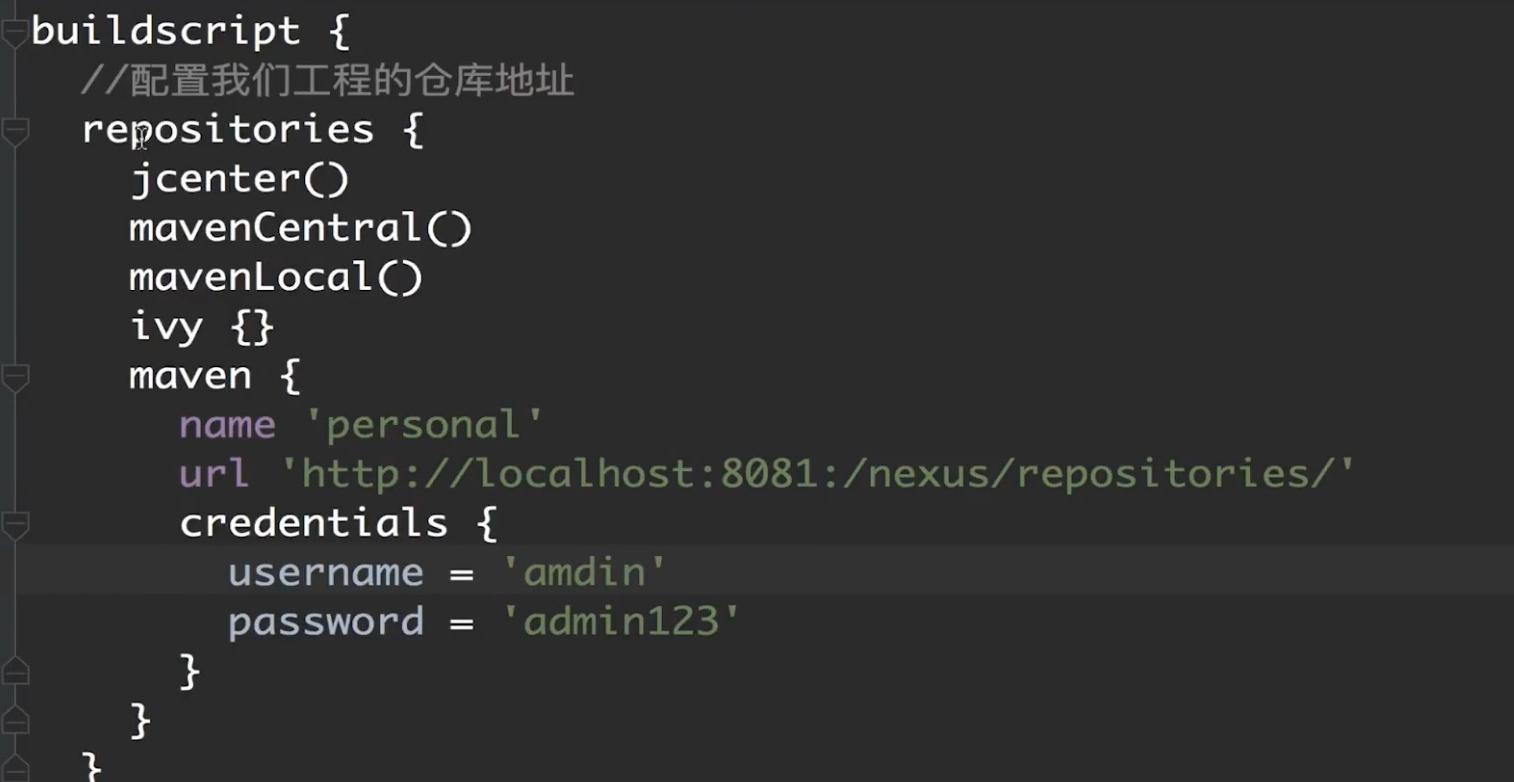 buildscript {
//配置我们工程的仓库地址
repositories {
jcenter()
mavenCentral()
mavenLocal()
ivy {}
maven {
name 'personal'
url 'http://localhost:8081:/nexus/repositories/'
credentials {
username = 'amdin'
password = 'admin123'
}
}
}